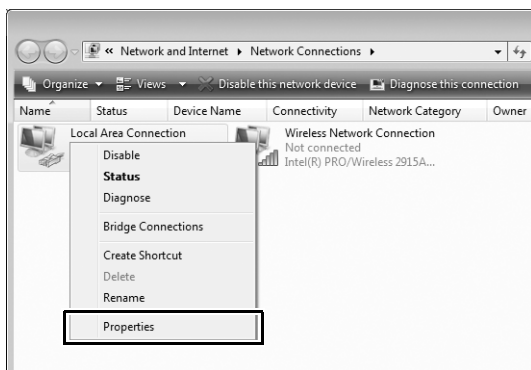 « Network and Internet ▸ Network Connections ▸
Organize ▾ Views ▾ Disable this network device Diagnose this connection
Name Status Device Name Connectivity Network Category Owner
Local Area Connection
Wireless Network Connection
Not connected
Intel(R) PRO/Wireless 2915A...
Disable
Status
Diagnose
Bridge Connections
Create Shortcut
Delete
Rename
Properties